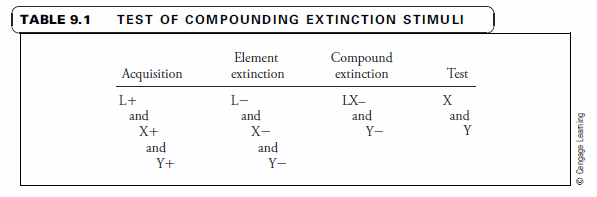 TABLE 9.1 TEST OF COMPOUNDING EXTINCTION STIMULI
Element Compound
Acquisition extinction extinction Test
L+ L− LX− X
and and and and
X+ X− Y− Y
and and
Y+ Y−
© Cengage Learning